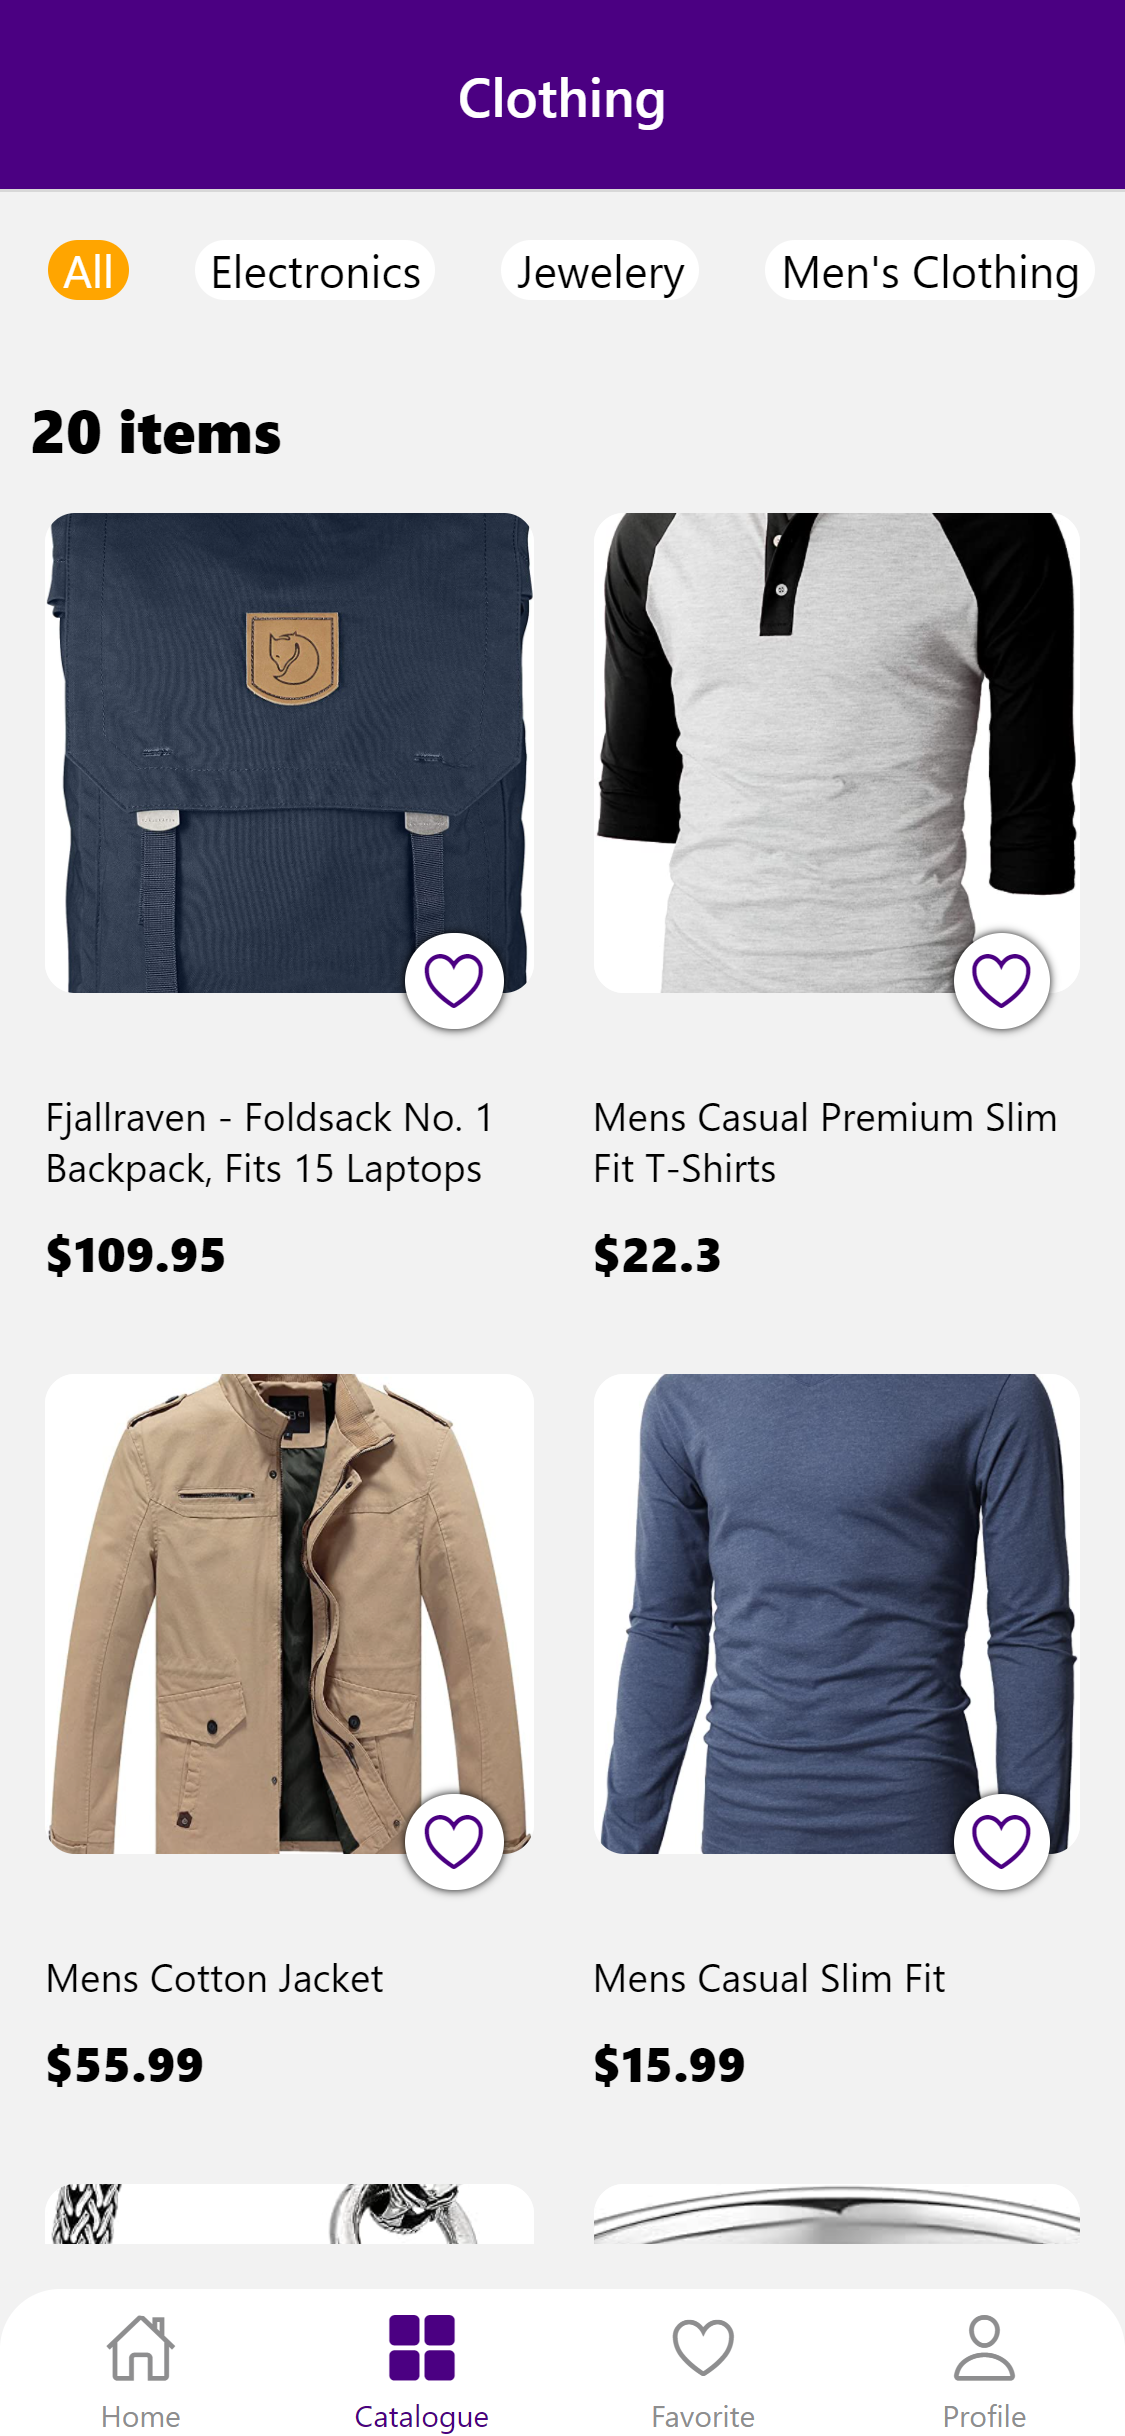 Clothing
All Electronics Jewelery Men's Clothing
20 items
Fjallraven - Foldsack No. 1
Backpack, Fits 15 Laptops
$109.95
Mens Casual Premium Slim
Fit T-Shirts
$22.3
Mens Cotton Jacket
$55.99
Mens Casual Slim Fit
$15.99
Home Catalogue Favorite Profile